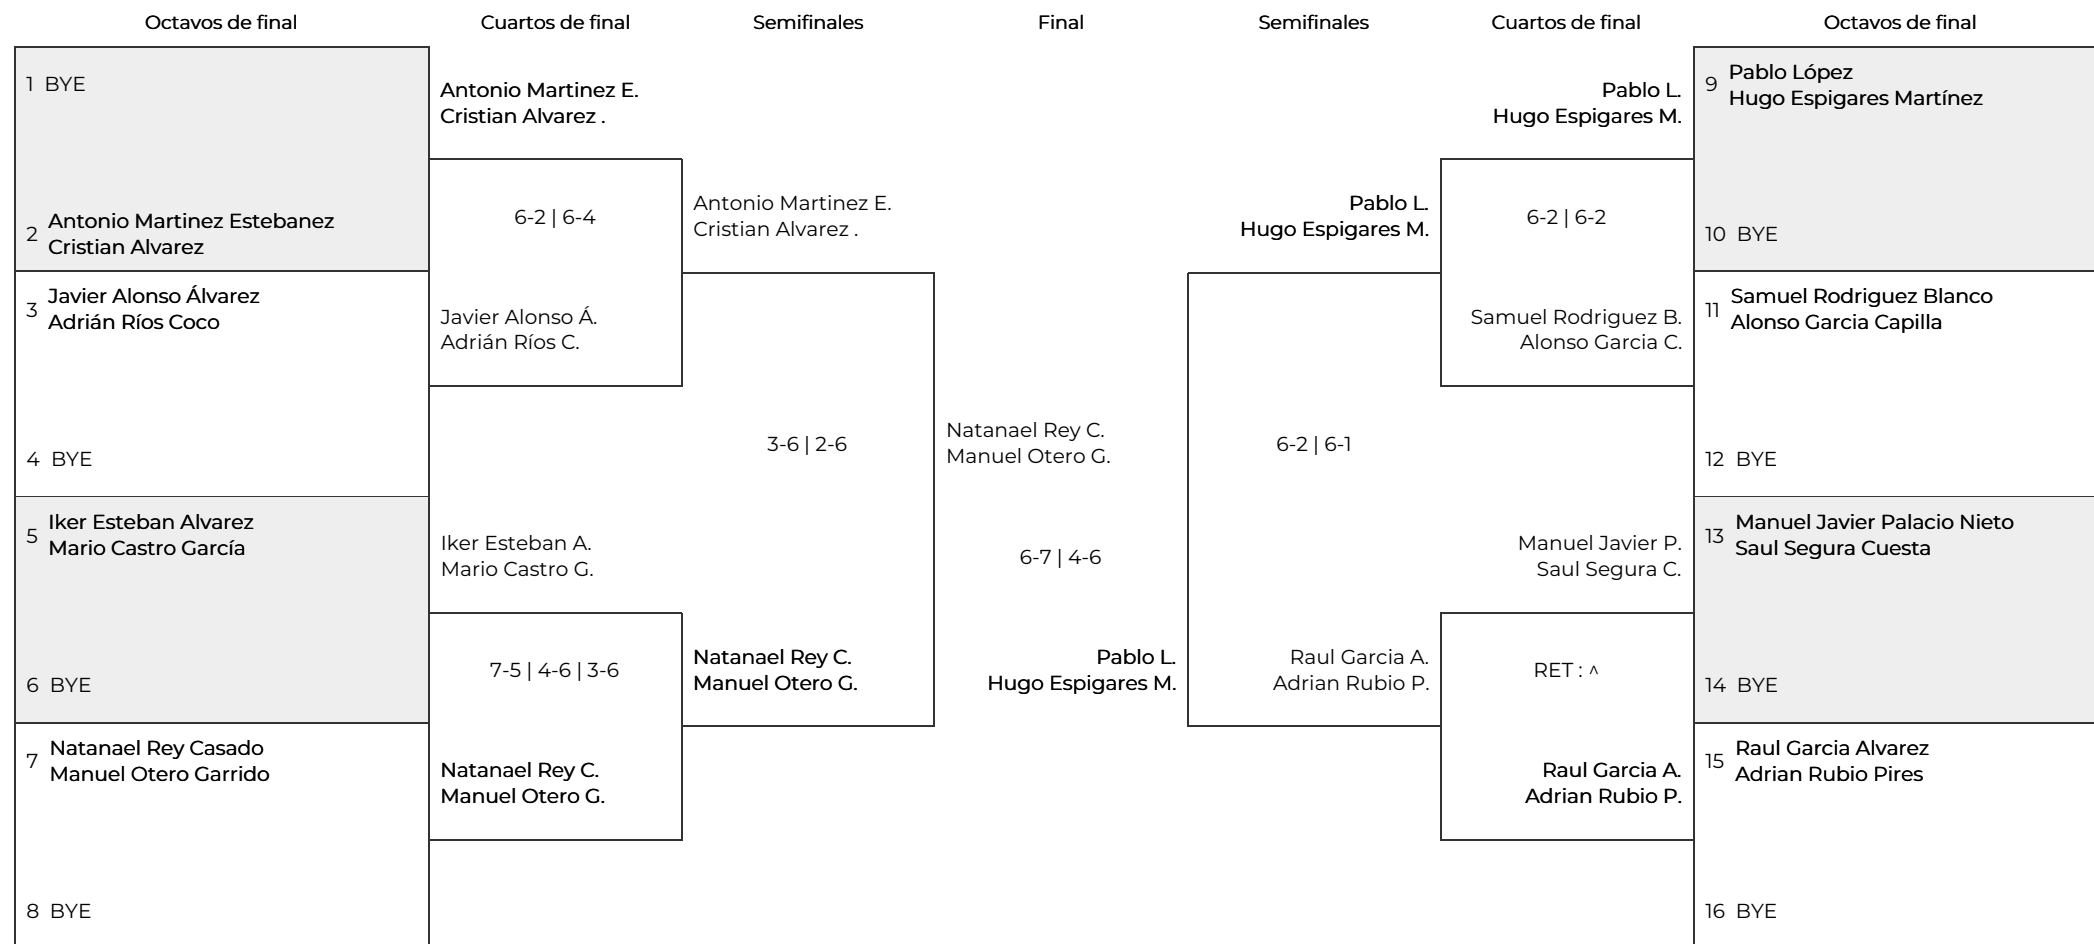 Octavos de final
Cuartos de final
Semifinales
Final
Semifinales
Cuartos de final
Octavos de final
1 BYE
2 Antonio Martinez Estebanez
Cristian Alvarez
3 Javier Alonso Álvarez
Adrián Ríos Coco
4 BYE
5 Iker Esteban Alvarez
Mario Castro García
6 BYE
7 Natanael Rey Casado
Manuel Otero Garrido
8 BYE
Antonio Martinez E.
Cristian Alvarez .
6-2 | 6-4
Javier Alonso Á.
Adrián Ríos C.
Iker Esteban A.
Mario Castro G.
7-5 | 4-6 | 3-6
Natanael Rey C.
Manuel Otero G.
Antonio Martinez E.
Cristian Alvarez .
3-6 | 2-6
Natanael Rey C.
Manuel Otero G.
Natanael Rey C.
Manuel Otero G.
6-7 | 4-6
Pablo L.
Hugo Espigares M.
Pablo L.
Hugo Espigares M.
6-2 | 6-1
Raul Garcia A.
Adrian Rubio P.
Pablo L.
Hugo Espigares M.
6-2 | 6-2
Samuel Rodriguez B.
Alonso Garcia C.
Manuel Javier P.
Saul Segura C.
RET : ^
Raul Garcia A.
Adrian Rubio P.
9 Pablo López
Hugo Espigares Martínez
10 BYE
11 Samuel Rodriguez Blanco
Alonso Garcia Capilla
12 BYE
13 Manuel Javier Palacio Nieto
Saul Segura Cuesta
14 BYE
15 Raul Garcia Alvarez
Adrian Rubio Pires
16 BYE